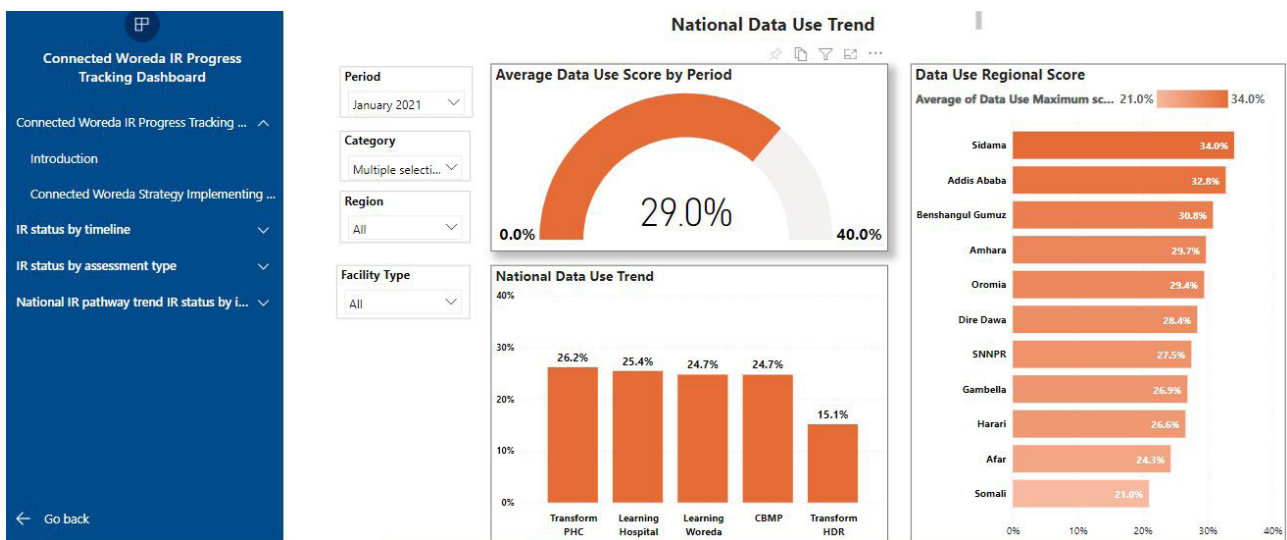 Connected Woreda IR Progress
Tracking Dashboard
Connected Woreda IR Progress Tracking ...
Introduction
Connected Woreda Strategy Implementing ...
IR status by timeline
IR status by assessment type
National IR pathway trend IR status by i...
Go back
National Data Use Trend
Period
January 2021
Category
Multiple selecti...
Region
All
Facility Type
All
Average Data Use Score by Period
29.0%
0.0%
40.0%
National Data Use Trend
40%
30%
20%
10%
0%
26.2%
25.4%
24.7%
24.7%
15.1%
Transform
PHC
Learning
Hospital
Learning
Woreda
CBMP
Transform
HDR
Data Use Regional Score
Average of Data Use Maximum sc... 21.0% 34.0%
Sidama 34.0%
Addis Ababa 32.8%
Benshangul Gumuz 30.8%
Amhara 29.7%
Oromia 29.4%
Dire Dawa 28.4%
SNNPR 27.5%
Gambella 26.9%
Harari 26.6%
Afar 24.3%
Somali 21.0%
0% 10% 20% 30% 40%